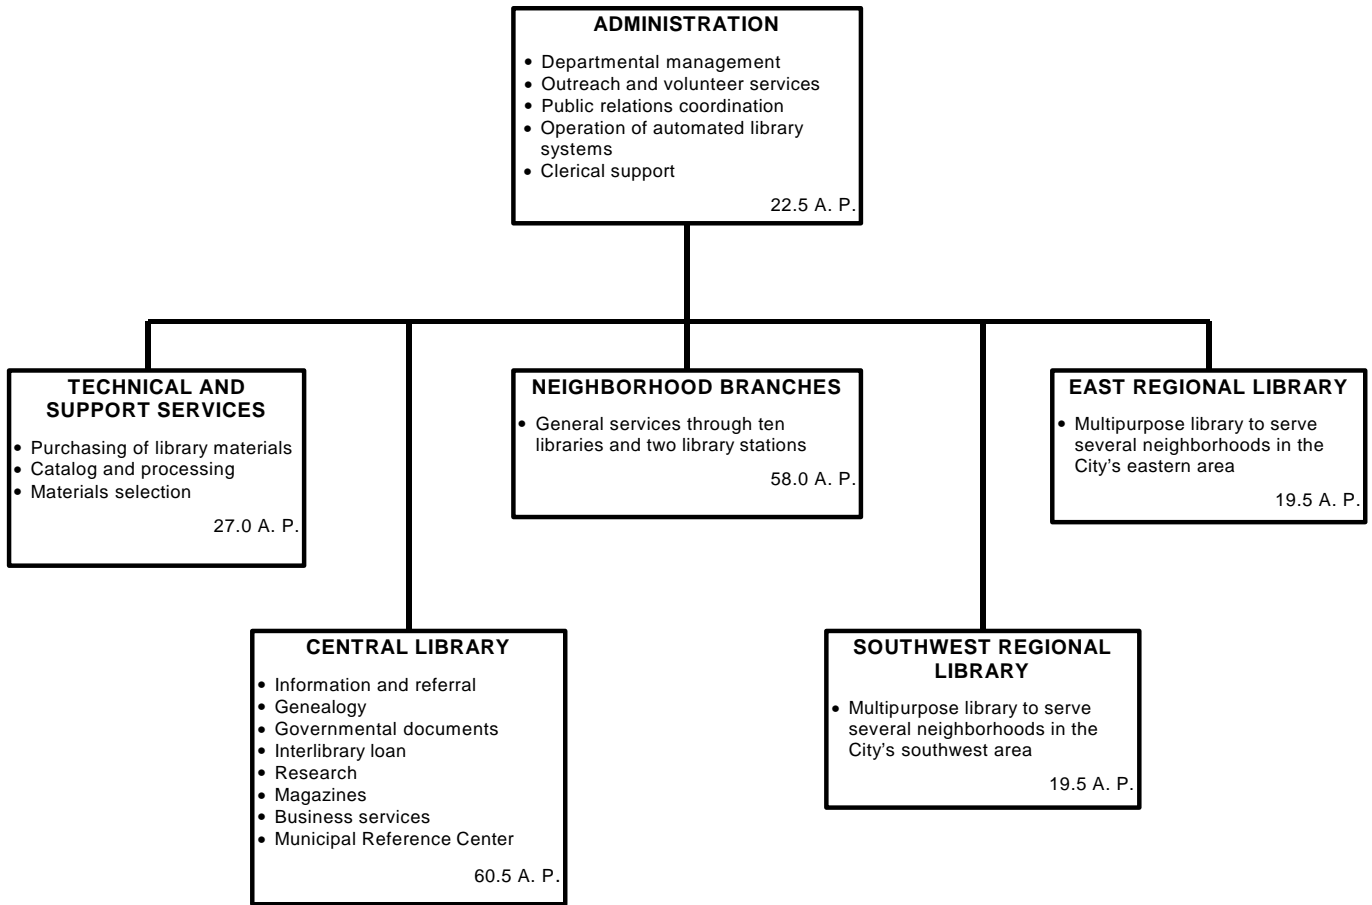 ADMINISTRATION
• Departmental management
• Outreach and volunteer services
• Public relations coordination
• Operation of automated library
systems
• Clerical support
22.5 A. P.
TECHNICAL AND
SUPPORT SERVICES
• Purchasing of library materials
• Catalog and processing
• Materials selection
27.0 A. P.
NEIGHBORHOOD BRANCHES
• General services through ten
libraries and two library stations
58.0 A. P.
EAST REGIONAL LIBRARY
• Multipurpose library to serve
several neighborhoods in the
City’s eastern area
19.5 A. P.
CENTRAL LIBRARY
• Information and referral
• Genealogy
• Governmental documents
• Interlibrary loan
• Research
• Magazines
• Business services
• Municipal Reference Center
60.5 A. P.
SOUTHWEST REGIONAL
LIBRARY
• Multipurpose library to serve
several neighborhoods in the
City’s southwest area
19.5 A. P.